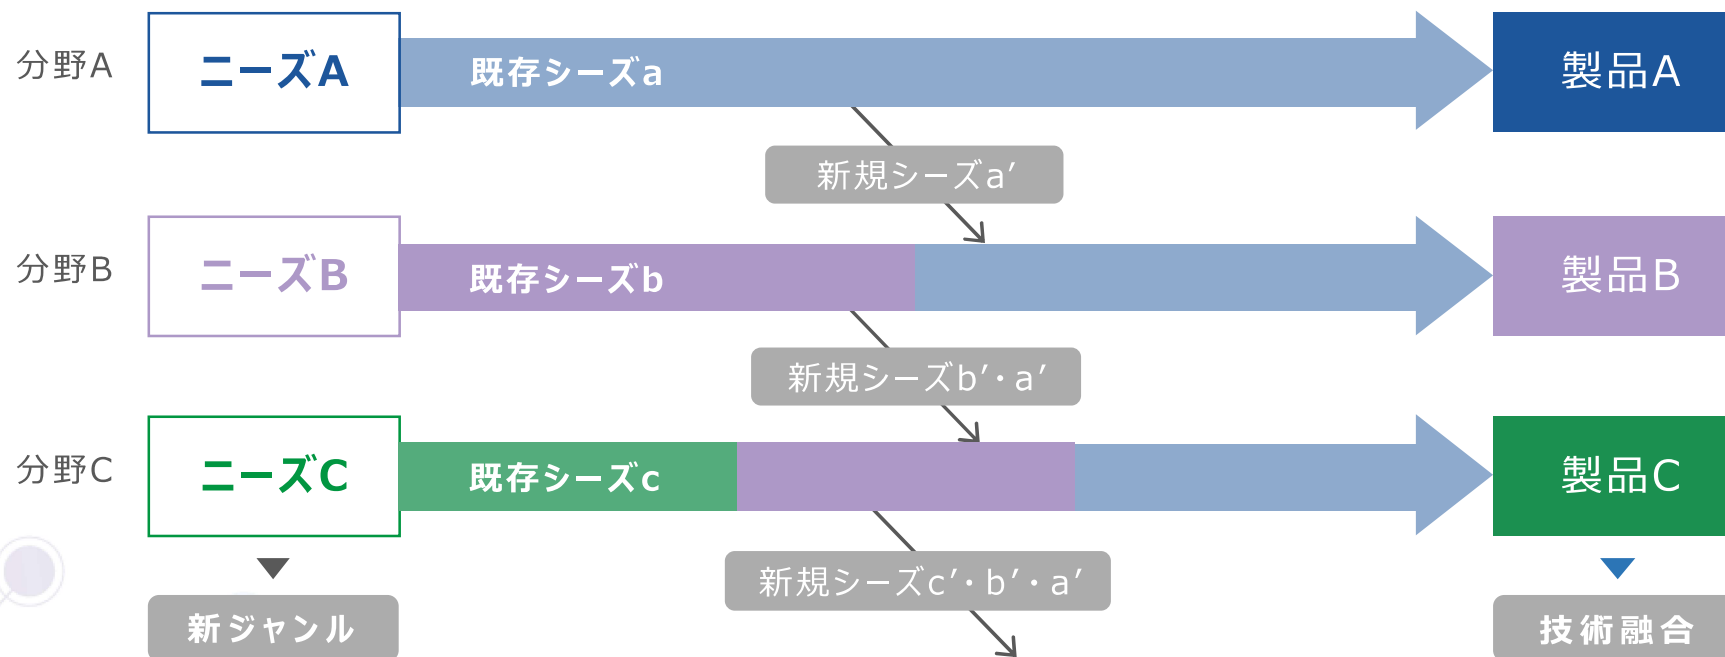 分野A
ニーズA
既存シーズa
製品A
新規シーズa′
分野B
ニーズB
既存シーズb
製品B
新規シーズb′・a′
分野C
ニーズC
既存シーズc
製品C
新規シーズc′・b′・a′
新ジャンル
技術融合